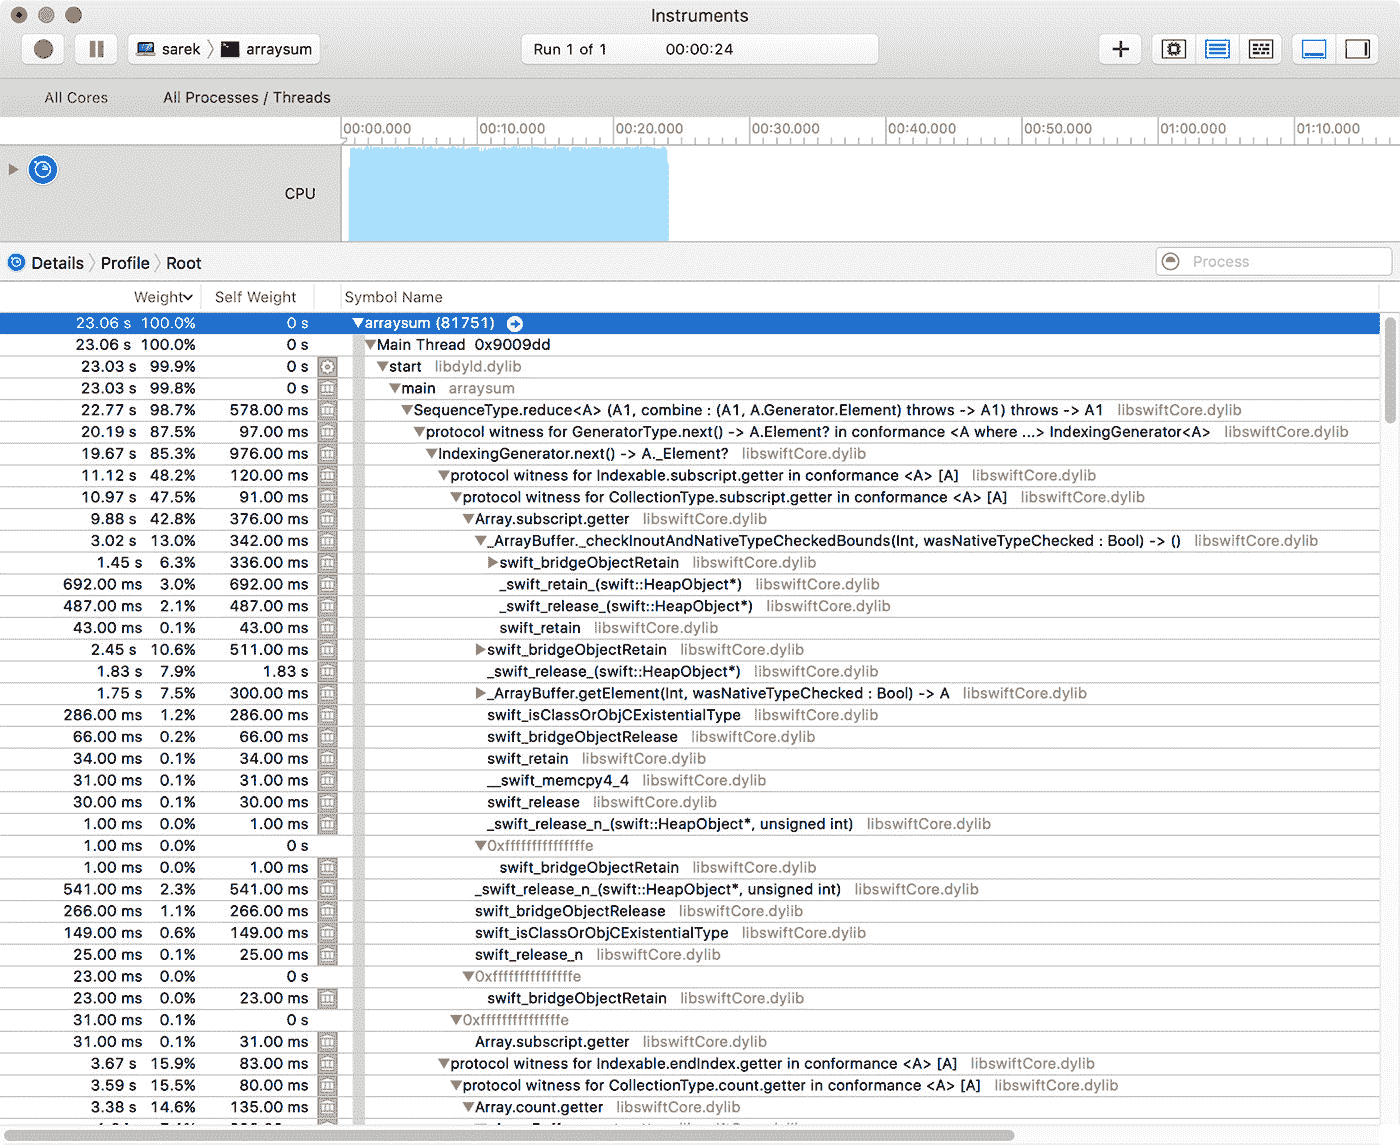 Instruments
sarek arraysum Run 1 of 1 00:00:24
All Cores All Processes / Threads
00:00.000 00:10.000 00:20.000 00:30.000 00:40.000 00:50.000 01:00.000 01:10.000
CPU
Details Profile Root Process
Weight Self Weight Symbol Name
23.06 s 100.0% 0 s arraysum (81751)
23.06 s 100.0% 0 s Main Thread 0x9009dd
23.03 s 99.9% 0 s start libdyld.dylib
23.03 s 99.8% 0 s main arraysum
22.77 s 98.7% 578.00 ms SequenceType.reduce<A> (A1, combine : (A1, A.Generator.Element) throws -> A1) throws -> A1 libswiftCore.dylib
20.19 s 87.5% 97.00 ms protocol witness for GeneratorType.next() -> A.Element? in conformance <A where ...> IndexingGenerator<A> libswiftCore.dylib
19.67 s 85.3% 976.00 ms IndexingGenerator.next() -> A._Element? libswiftCore.dylib
11.12 s 48.2% 120.00 ms protocol witness for Indexable.subscript.getter in conformance <A> [A] libswiftCore.dylib
10.97 s 47.5% 91.00 ms protocol witness for CollectionType.subscript.getter in conformance <A> [A] libswiftCore.dylib
9.88 s 42.8% 376.00 ms Array.subscript.getter libswiftCore.dylib
3.02 s 13.0% 342.00 ms _ArrayBuffer._checkInoutAndNativeTypeCheckedBounds(Int, wasNativeTypeChecked : Bool) -> () libswiftCore.dylib
1.45 s 6.3% 336.00 ms swift_bridgeObjectRetain libswiftCore.dylib
692.00 ms 3.0% 692.00 ms _swift_retain_(swift::HeapObject*) libswiftCore.dylib
487.00 ms 2.1% 487.00 ms _swift_release_(swift::HeapObject*) libswiftCore.dylib
43.00 ms 0.1% 43.00 ms swift_retain libswiftCore.dylib
2.45 s 10.6% 511.00 ms swift_bridgeObjectRetain libswiftCore.dylib
1.83 s 7.9% 1.83 s _swift_release_(swift::HeapObject*) libswiftCore.dylib
1.75 s 7.5% 300.00 ms _ArrayBuffer.getElement(Int, wasNativeTypeChecked : Bool) -> A libswiftCore.dylib
286.00 ms 1.2% 286.00 ms swift_isClassOrObjCExistentialType libswiftCore.dylib
66.00 ms 0.2% 66.00 ms swift_bridgeObjectRelease libswiftCore.dylib
34.00 ms 0.1% 34.00 ms swift_retain libswiftCore.dylib
31.00 ms 0.1% 31.00 ms __swift_memcpy4_4 libswiftCore.dylib
30.00 ms 0.1% 30.00 ms swift_release libswiftCore.dylib
1.00 ms 0.0% 1.00 ms _swift_release_n_(swift::HeapObject*, unsigned int) libswiftCore.dylib
1.00 ms 0.0% 0 s 0xfffffffffffffffe
1.00 ms 0.0% 1.00 ms swift_bridgeObjectRetain libswiftCore.dylib
541.00 ms 2.3% 541.00 ms _swift_release_n_(swift::HeapObject*, unsigned int) libswiftCore.dylib
266.00 ms 1.1% 266.00 ms swift_bridgeObjectRelease libswiftCore.dylib
149.00 ms 0.6% 149.00 ms swift_isClassOrObjCExistentialType libswiftCore.dylib
25.00 ms 0.1% 25.00 ms swift_release_n libswiftCore.dylib
23.00 ms 0.0% 0 s 0xfffffffffffffffe
23.00 ms 0.0% 23.00 ms swift_bridgeObjectRetain libswiftCore.dylib
31.00 ms 0.1% 0 s 0xfffffffffffffffe
31.00 ms 0.1% 31.00 ms Array.subscript.getter libswiftCore.dylib
3.67 s 15.9% 83.00 ms protocol witness for Indexable.endIndex.getter in conformance <A> [A] libswiftCore.dylib
3.59 s 15.5% 80.00 ms protocol witness for CollectionType.count.getter in conformance <A> [A] libswiftCore.dylib
3.38 s 14.6% 135.00 ms Array.count.getter libswiftCore.dylib